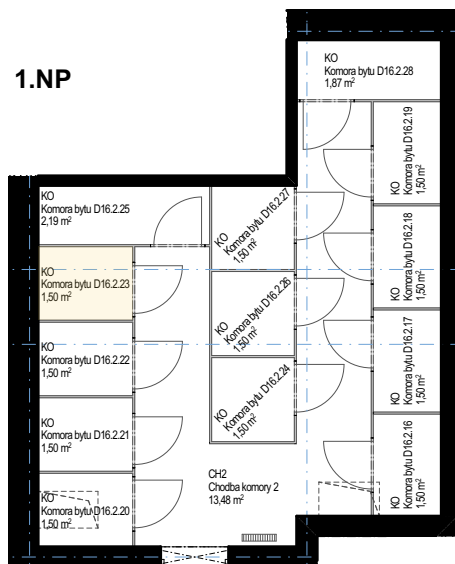 1.NP
KO
Komora bytu D16.2.28
1,87 m²
KO
Komora bytu D16.2.19
1,50 m²
KO
Komora bytu D16.2.25
2,19 m²
KO
Komora bytu D16.2.27
1,50 m²
KO
Komora bytu D16.2.18
1,50 m²
KO
Komora bytu D16.2.23
1,50 m²
KO
Komora bytu D16.2.26
1,50 m²
KO
Komora bytu D16.2.17
1,50 m²
KO
Komora bytu D16.2.22
1,50 m²
KO
Komora bytu D16.2.24
1,50 m²
KO
Komora bytu D16.2.16
1,50 m²
KO
Komora bytu D16.2.21
1,50 m²
CH2
Chodba komory 2
13,48 m²
KO
Komora bytu D16.2.20
1,50 m²